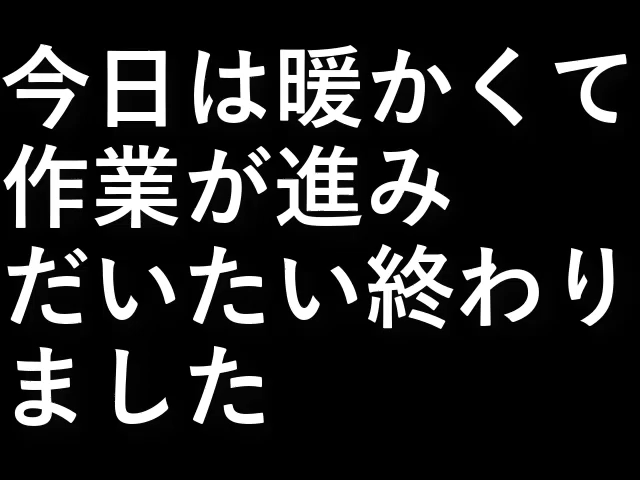 今日は暖かくて
作業が進み
だいたい終わり
ました